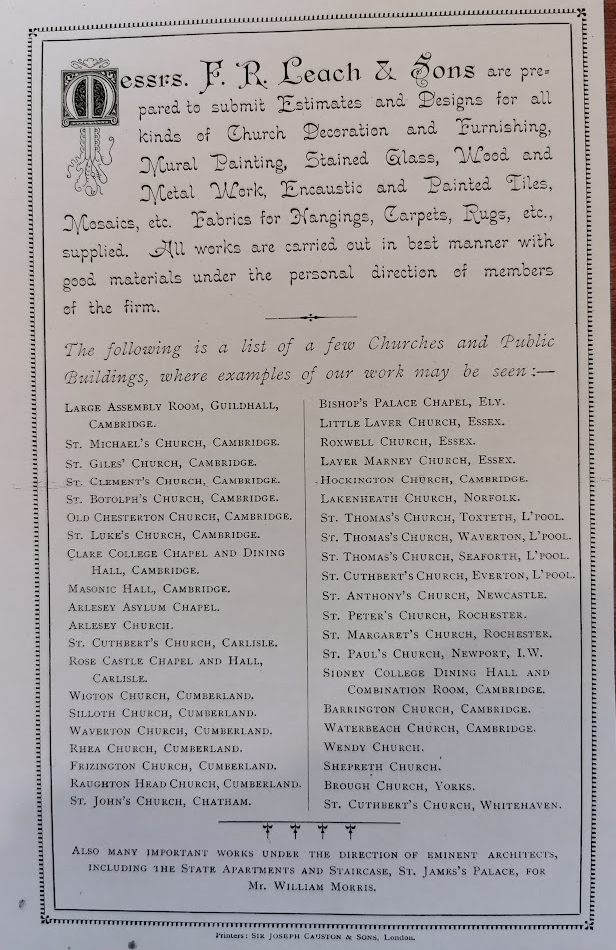 Messrs. F. R. Leach & Sons are pre=
pared to submit Estimates and Designs for all
kinds of Church Decoration and Furnishing,
Mural Painting, Stained Glass, Wood and
Metal Work, Encaustic and Painted Tiles,
Mosaics, etc. Fabrics for Hangings, Carpets, Rugs, etc.,
supplied. All works are carried out in best manner with
good materials under the personal direction of members
of the firm.
The following is a list of a few Churches and Public
Buildings, where examples of our work may be seen:—
Large Assembly Room, Guildhall,
Cambridge.
St. Michael's Church, Cambridge.
St. Giles' Church, Cambridge.
St. Clement's Church, Cambridge.
St. Botolph's Church, Cambridge.
Old Chesterton Church, Cambridge.
St. Luke's Church, Cambridge.
Clare College Chapel and Dining
Hall, Cambridge.
Masonic Hall, Cambridge.
Arlesey Asylum Chapel.
Arlesey Church.
St. Cuthbert's Church, Carlisle.
Rose Castle Chapel and Hall,
Carlisle.
Wigton Church, Cumberland.
Silloth Church, Cumberland.
Waverton Church, Cumberland.
Rhea Church, Cumberland.
Frizington Church, Cumberland.
Raughton Head Church, Cumberland.
St. John's Church, Chatham.
Bishop's Palace Chapel, Ely.
Little Laver Church, Essex.
Roxwell Church, Essex.
Layer Marney Church, Essex.
Hockington Church, Cambridge.
Lakenheath Church, Norfolk.
St. Thomas's Church, Toxteth, L'pool.
St. Thomas's Church, Waverton, L'pool.
St. Thomas's Church, Seaforth, L'pool.
St. Cuthbert's Church, Everton, L'pool.
St. Anthony's Church, Newcastle.
St. Peter's Church, Rochester.
St. Margaret's Church, Rochester.
St. Paul's Church, Newport, I.W.
Sidney College Dining Hall and
Combination Room, Cambridge.
Barrington Church, Cambridge.
Waterbeach Church, Cambridge.
Wendy Church.
Shepreth Church.
Brough Church, Yorks.
St. Cuthbert's Church, Whitehaven.
Also many important works under the direction of eminent architects,
including the State Apartments and Staircase, St. James's Palace, for
Mr. William Morris.
Printers: Sir Joseph Causton & Sons, London.